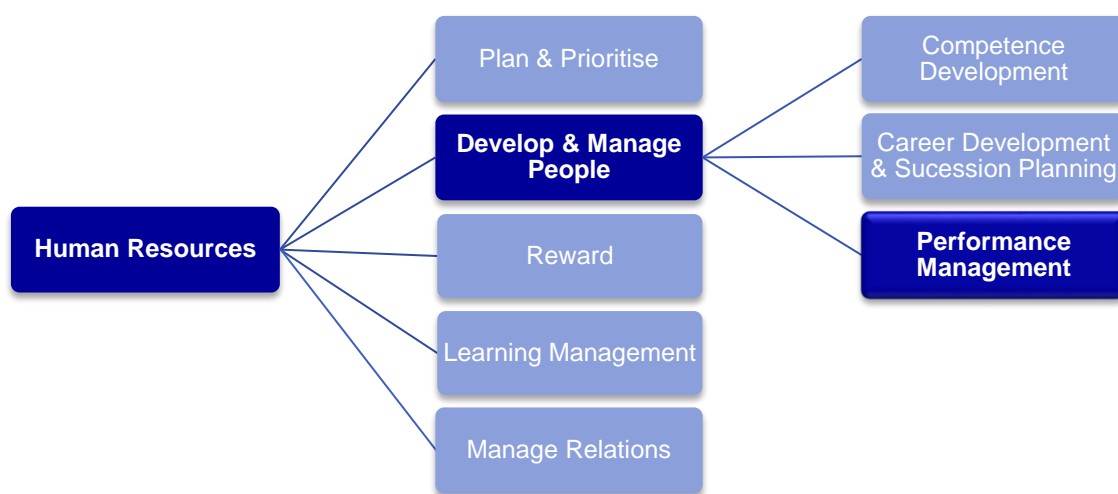 Human Resources
Plan & Prioritise
Develop & Manage
People
Reward
Learning Management
Manage Relations
Competence
Development
Career Development
& Sucession Planning
Performance
Management